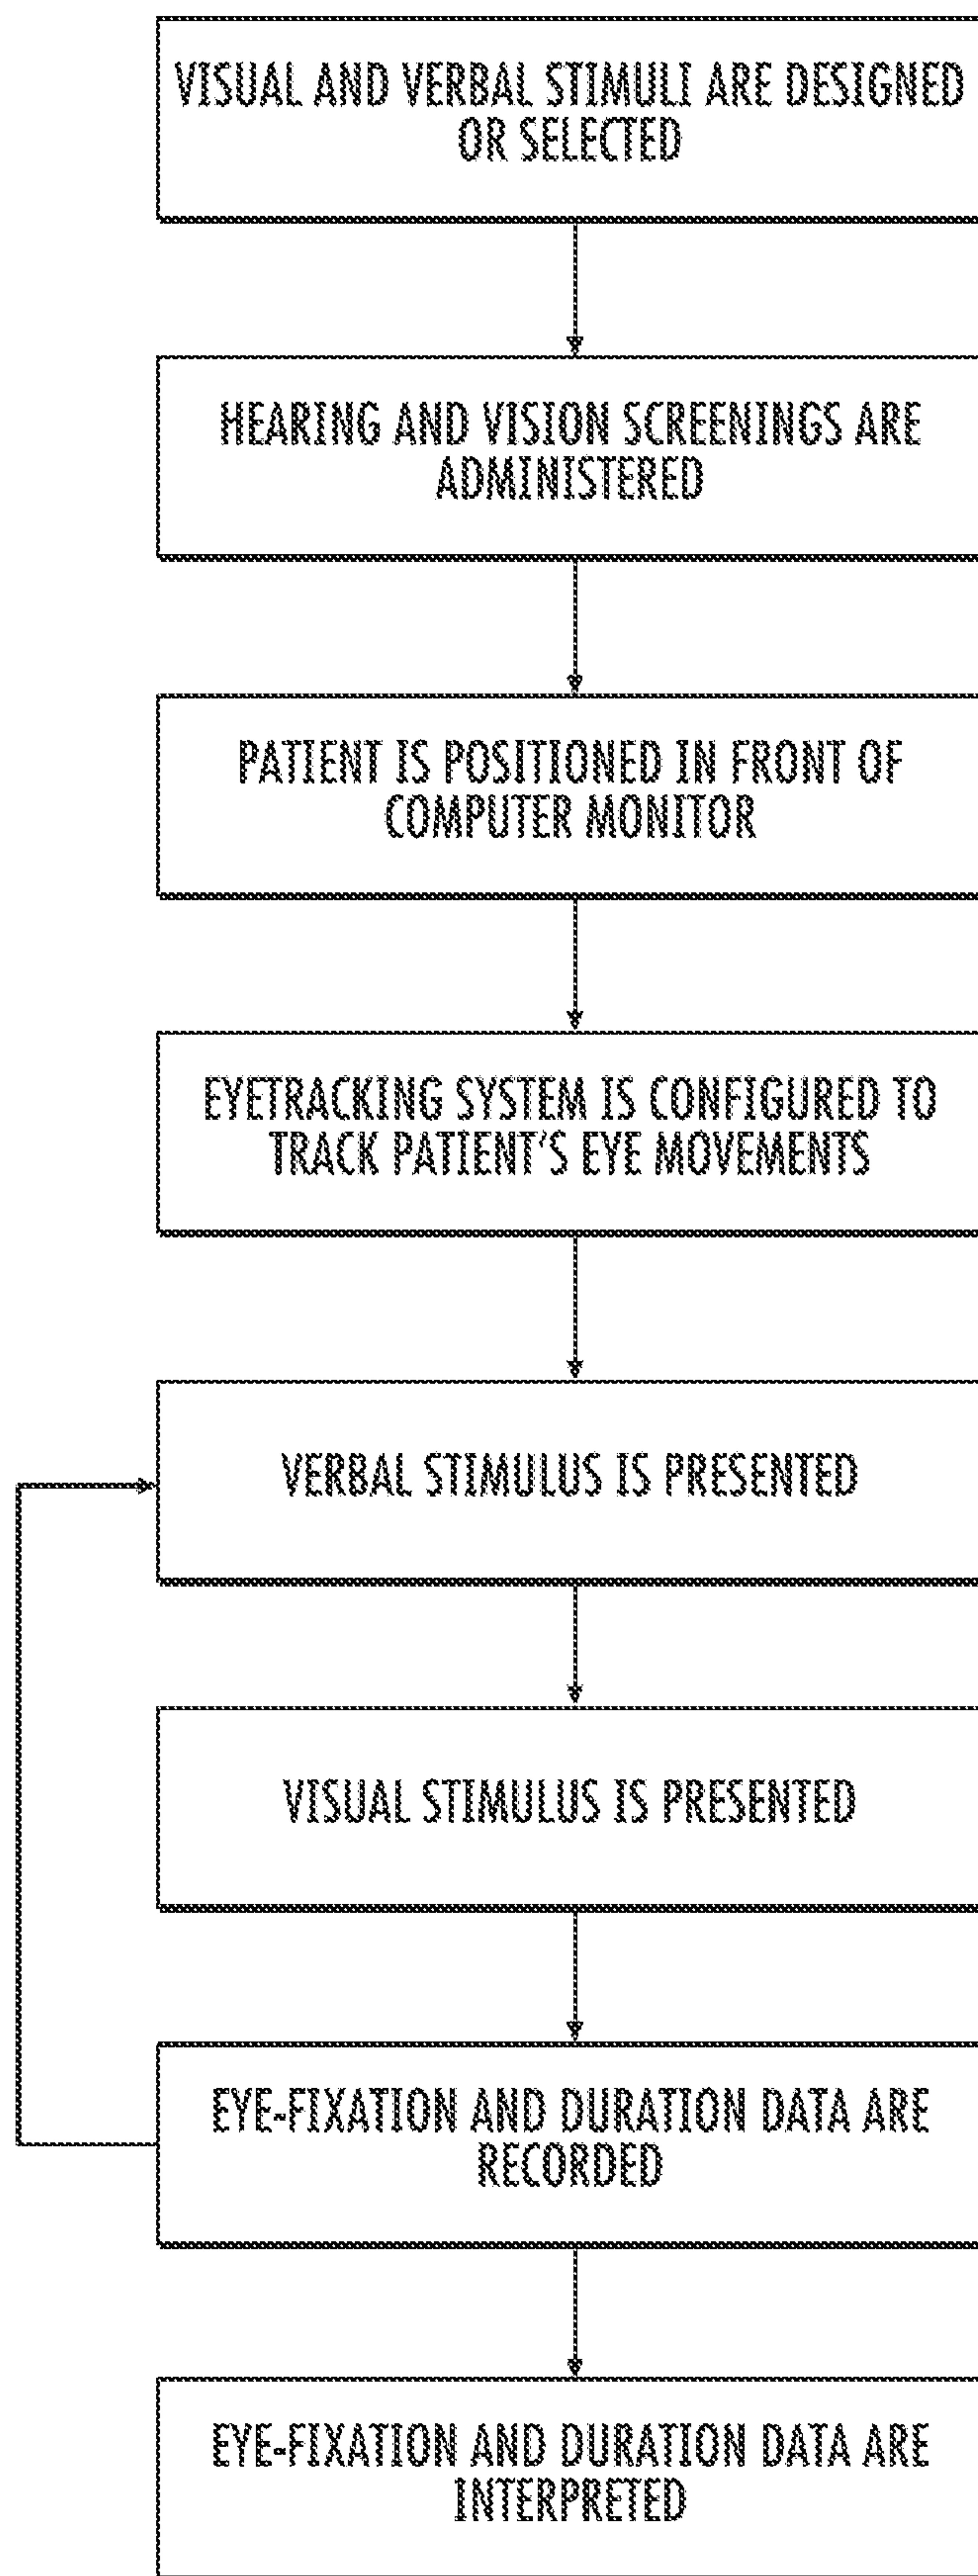 VISUAL AND VERBAL STIMULI ARE DESIGNED
OR SELECTED
HEARING AND VISION SCREENINGS ARE
ADMINISTERED
PATIENT IS POSITIONED IN FRONT OF
COMPUTER MONITOR
EYETRACKING SYSTEM IS CONFIGURED TO
TRACK PATIENT'S EYE MOVEMENTS
VERBAL STIMULUS IS PRESENTED
VISUAL STIMULUS IS PRESENTED
EYE-FIXATION AND DURATION DATA ARE
RECORDED
EYE-FIXATION AND DURATION DATA ARE
INTERPRETED